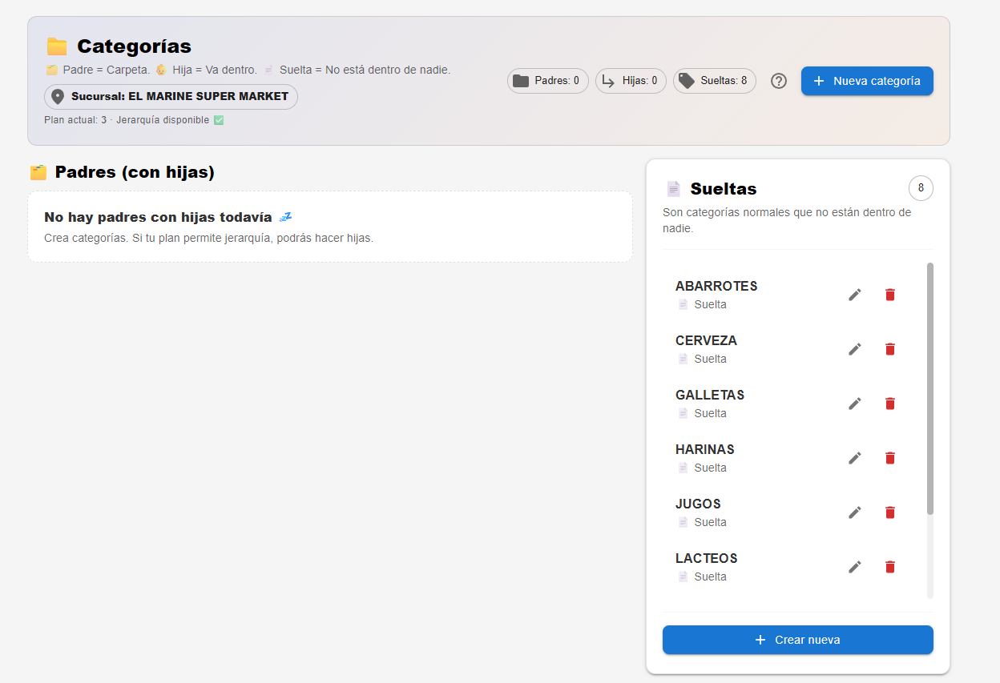 Categorías
Padre = Carpeta. Hija = Va dentro. Suelta = No está dentro de nadie.
Sucursal: EL MARINE SUPER MARKET
Plan actual: 3 · Jerarquía disponible ✅
Padres: 0
Hijas: 0
Sueltas: 8
Nueva categoría
Padres (con hijas)
No hay padres con hijas todavía 💤
Crea categorías. Si tu plan permite jerarquía, podrás hacer hijas.
Sueltas
8
Son categorías normales que no están dentro de
nadie.
ABARROTES
Suelta
CERVEZA
Suelta
GALLETAS
Suelta
HARINAS
Suelta
JUGOS
Suelta
LACTEOS
Suelta
Crear nueva